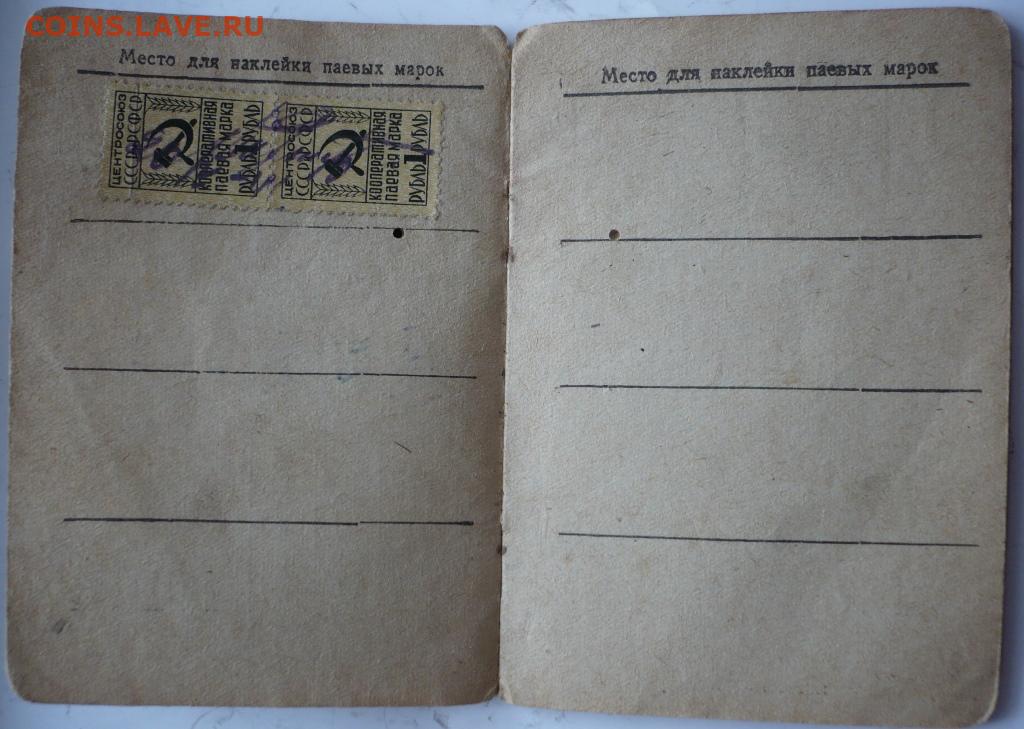 COINS.LAVE.RU
Место для наклейки паевых марок
ЦЕНТРОСОЮЗ
СССР РСФСР
КООПЕРАТИВНАЯ
ПАЕВАЯ МАРКА
РУБЛЬ 1 РУБЛЬ
ЦЕНТРОСОЮЗ
СССР РСФСР
КООПЕРАТИВНАЯ
ПАЕВАЯ МАРКА
РУБЛЬ 1 РУБЛЬ
Место для наклейки паевых марок